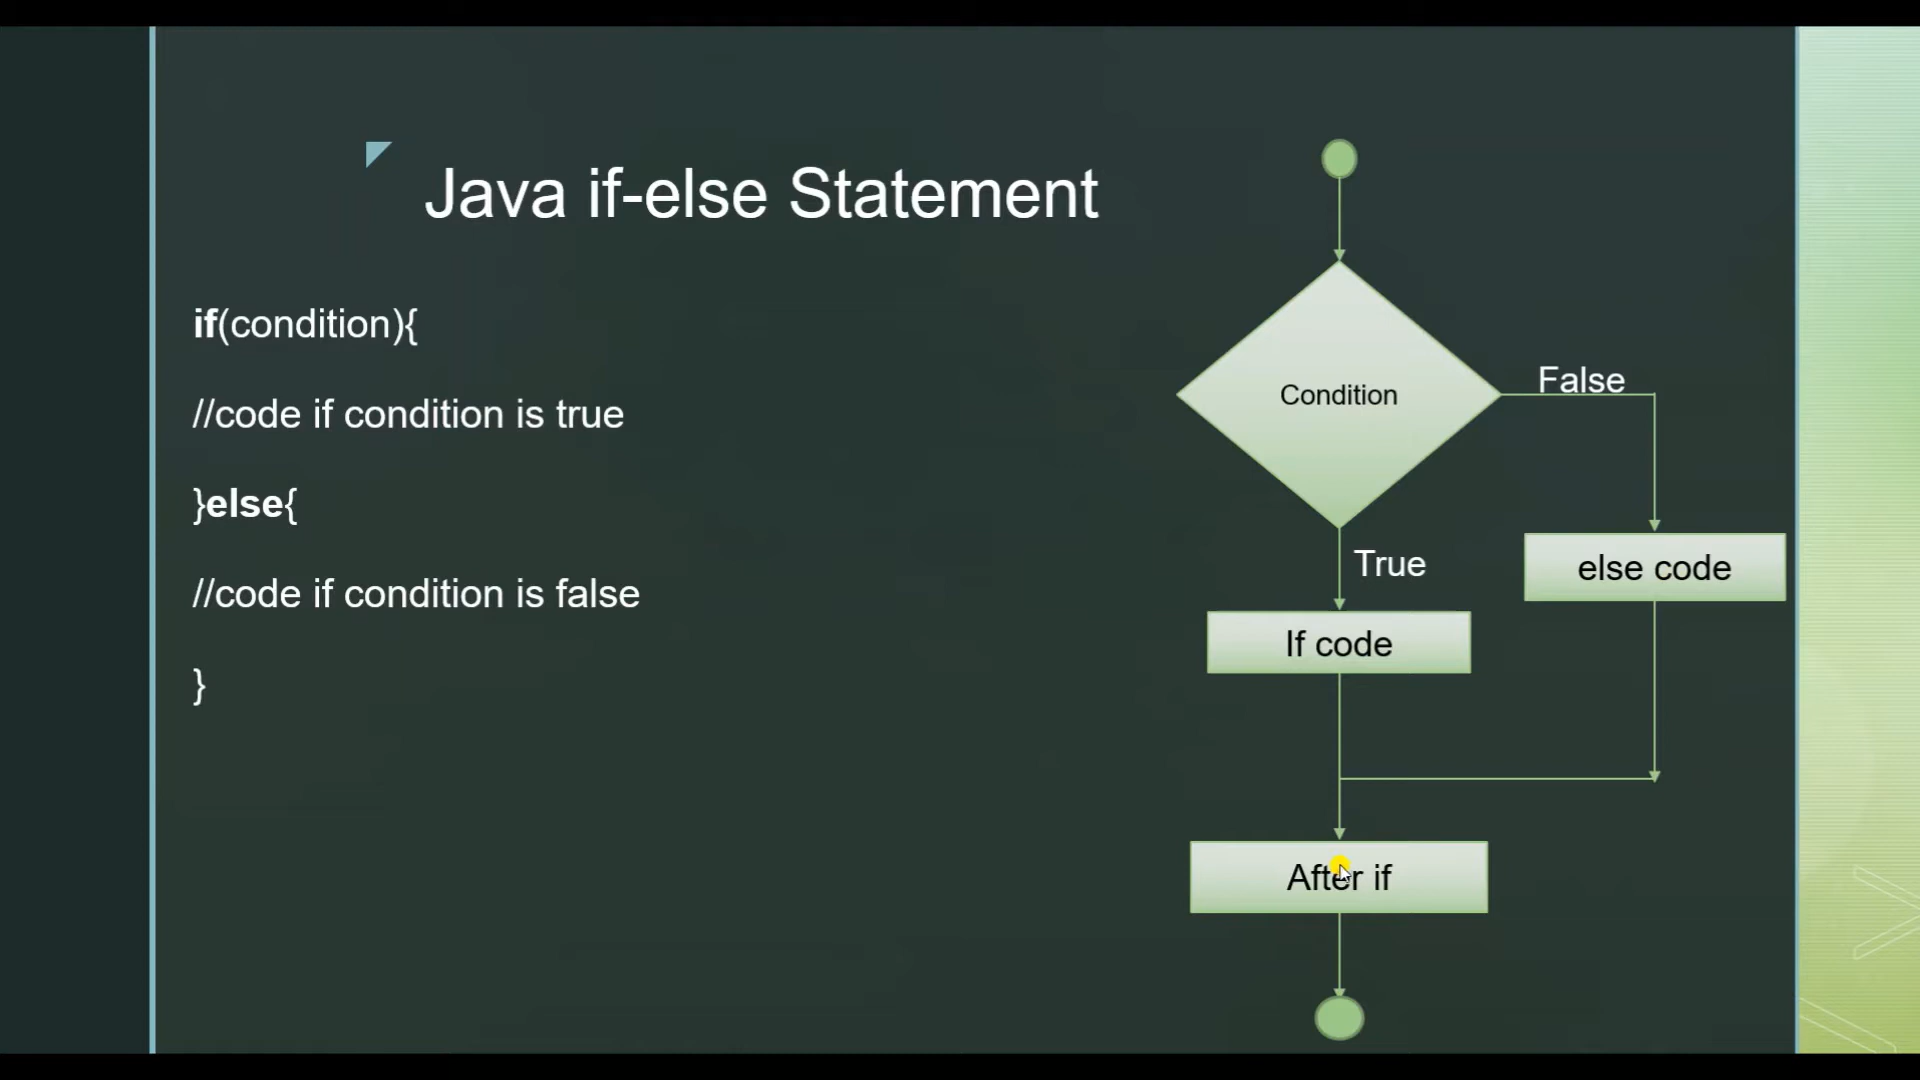 Java if-else Statement
if(condition){
//code if condition is true
}else{
//code if condition is false
}
Condition
False
True
else code
If code
After if